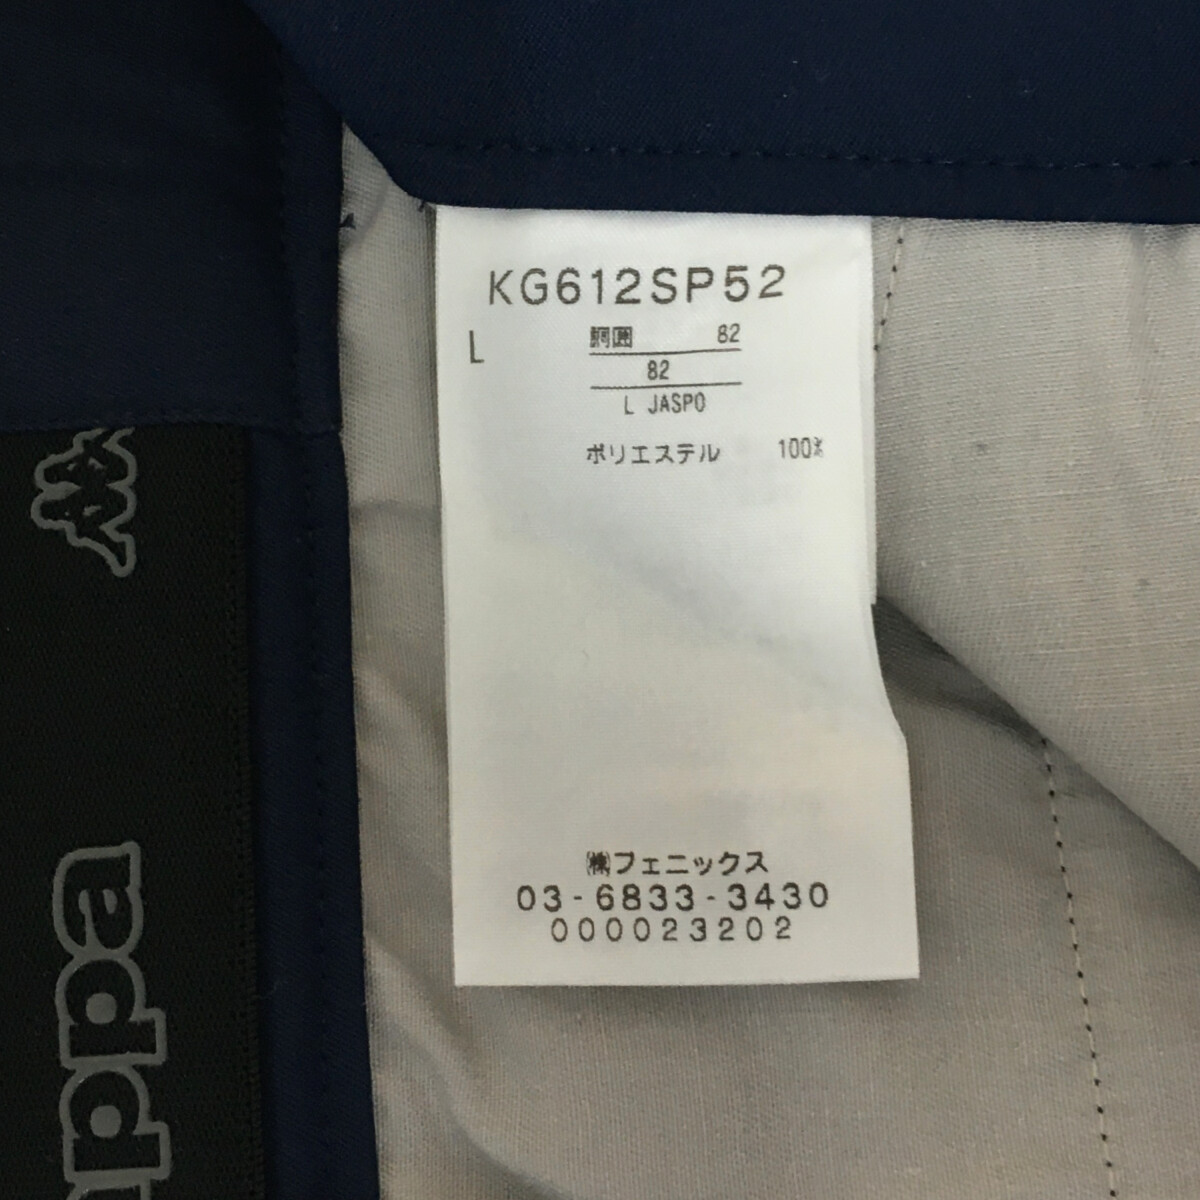 KG612SP52
L
胴囲 82
82
L JASPO
ポリエステル 100%
㈱フェニックス
03-6833-3430
000023202
appa